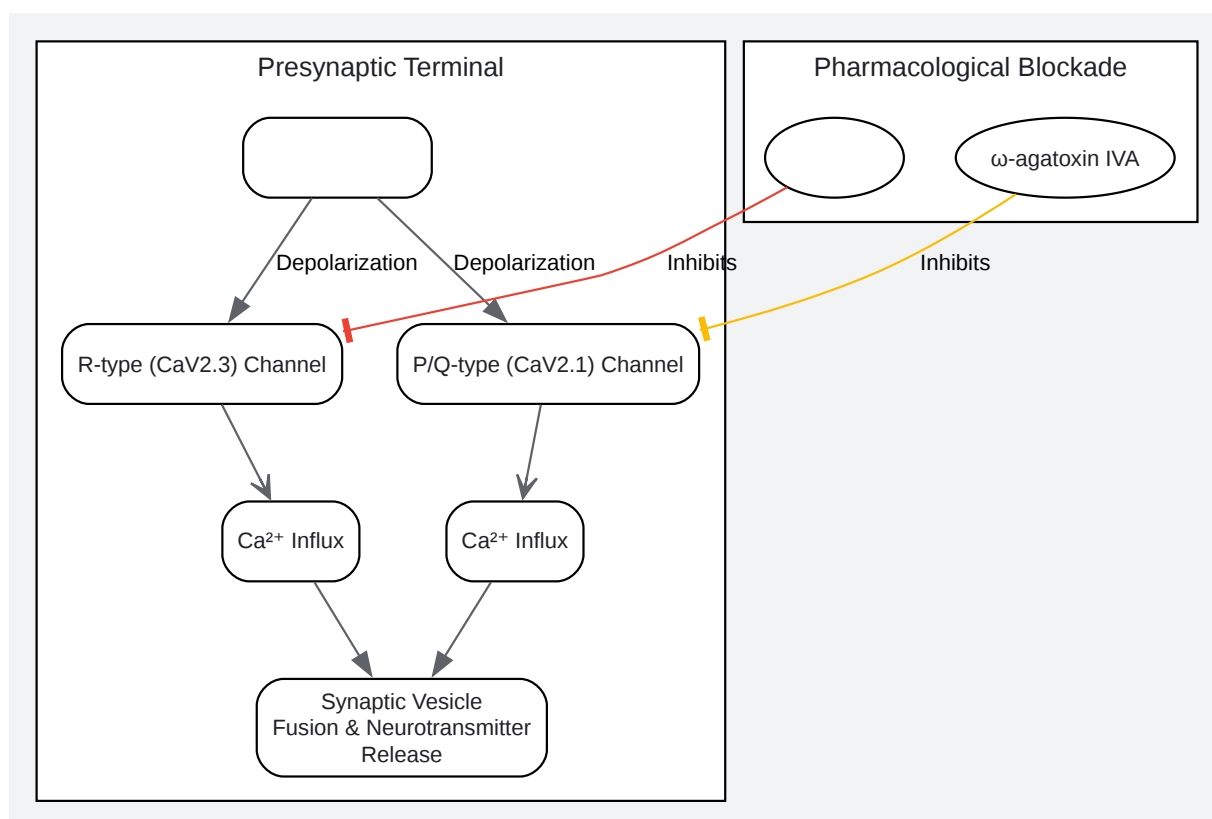 Presynaptic Terminal
Pharmacological Blockade
ω-agatoxin IVA
Depolarization
Depolarization
Inhibits
Inhibits
R-type (CaV2.3) Channel
P/Q-type (CaV2.1) Channel
Ca²⁺ Influx
Ca²⁺ Influx
Synaptic Vesicle
Fusion & Neurotransmitter
Release